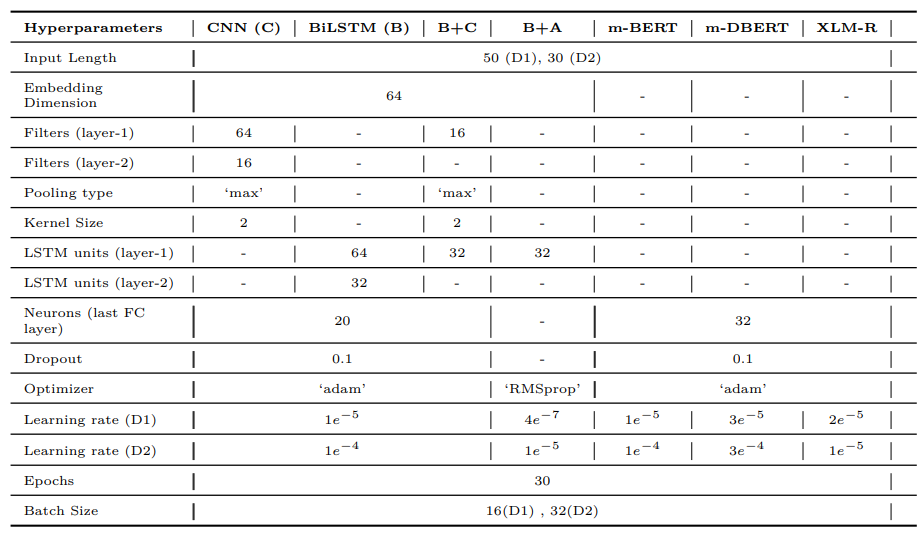 Hyperparameters | CNN (C) | BiLSTM (B) | B+C | B+A | m-BERT | m-DBERT | XLM-R |
Input Length | 50 (D1), 30 (D2) |
Embedding
Dimension | 64 | - | - | - |
Filters (layer-1) | 64 | - | 16 | - | - | - | - |
Filters (layer-2) | 16 | - | - | - | - | - | - |
Pooling type | ‘max’ | - | ‘max’ | - | - | - | - |
Kernel Size | 2 | - | 2 | - | - | - | - |
LSTM units (layer-1) | - | 64 | 32 | 32 | - | - | - |
LSTM units (layer-2) | - | 32 | - | - | - | - | - |
Neurons (last FC
layer) | 20 | - | 32 |
Dropout | 0.1 | - | 0.1 |
Optimizer | ‘adam’ | ‘RMSprop’ | ‘adam’ |
Learning rate (D1) | 1e⁻⁵ | 4e⁻⁷ | 1e⁻⁵ | 3e⁻⁵ | 2e⁻⁵ |
Learning rate (D2) | 1e⁻⁴ | 1e⁻⁵ | 1e⁻⁴ | 3e⁻⁴ | 1e⁻⁵ |
Epochs | 30 |
Batch Size | 16(D1) , 32(D2) |